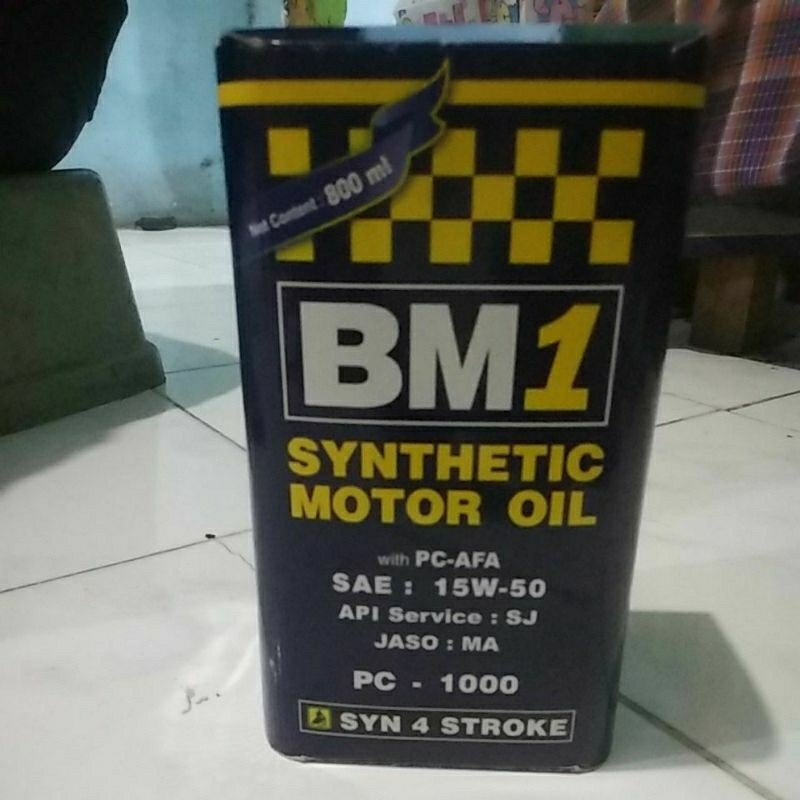 Net Content : 800 ml
BM1
SYNTHETIC
MOTOR OIL
with PC-AFA
SAE : 15W-50
API Service : SJ
JASO : MA
PC - 1000
SYN 4 STROKE